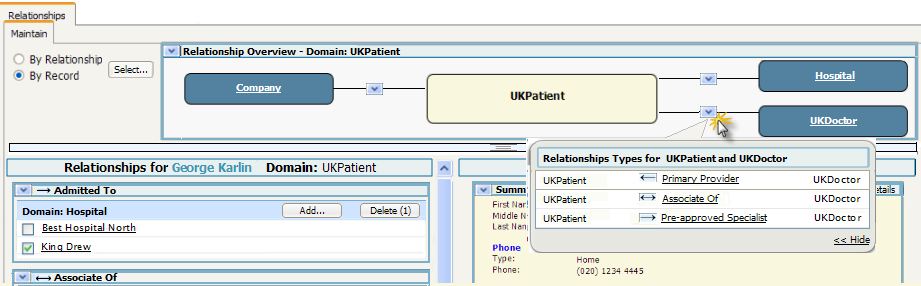 Relationships
Maintain
By Relationship
By Record
Select...
Relationship Overview - Domain: UKPatient
Company
UKPatient
Hospital
UKDoctor
Relationships for George Karlin Domain: UKPatient
Admitted To
Domain: Hospital
Add...
Delete (1)
Best Hospital North
King Drew
Associate Of
Relationships Types for UKPatient and UKDoctor
UKPatient Primary Provider UKDoctor
UKPatient Associate Of UKDoctor
UKPatient Pre-approved Specialist UKDoctor
<< Hide
Summ
etails
First Nar
Middle N
Last Nan
Phone
Type: Home
Phone: (020) 1234 4445